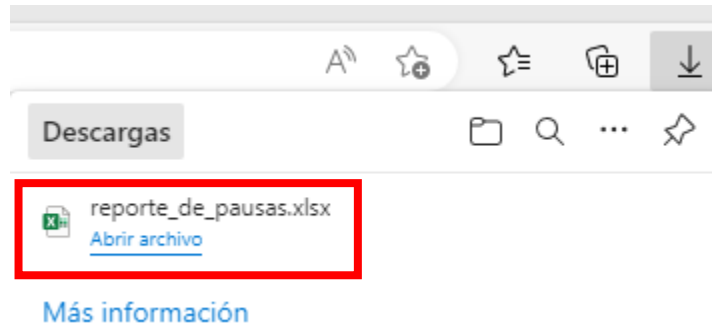 Descargas
reporte_de_pausas.xlsx
Abrir archivo
Más información